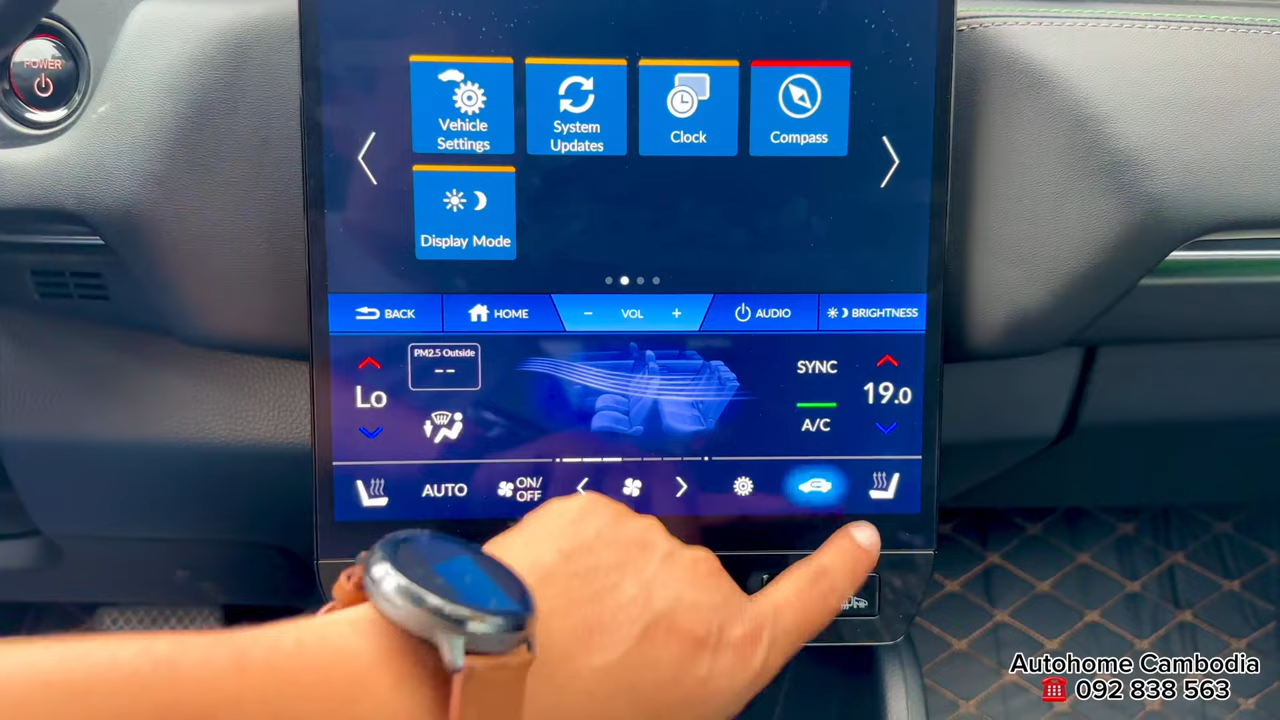 POWER
Vehicle
Settings
System
Updates
Clock
Compass
Display Mode
BACK
HOME
− VOL +
AUDIO
BRIGHTNESS
PM2.5 Outside
--
Lo
SYNC
19.0
A/C
AUTO
ON/
OFF
Autohome Cambodia
☎ 092 838 563